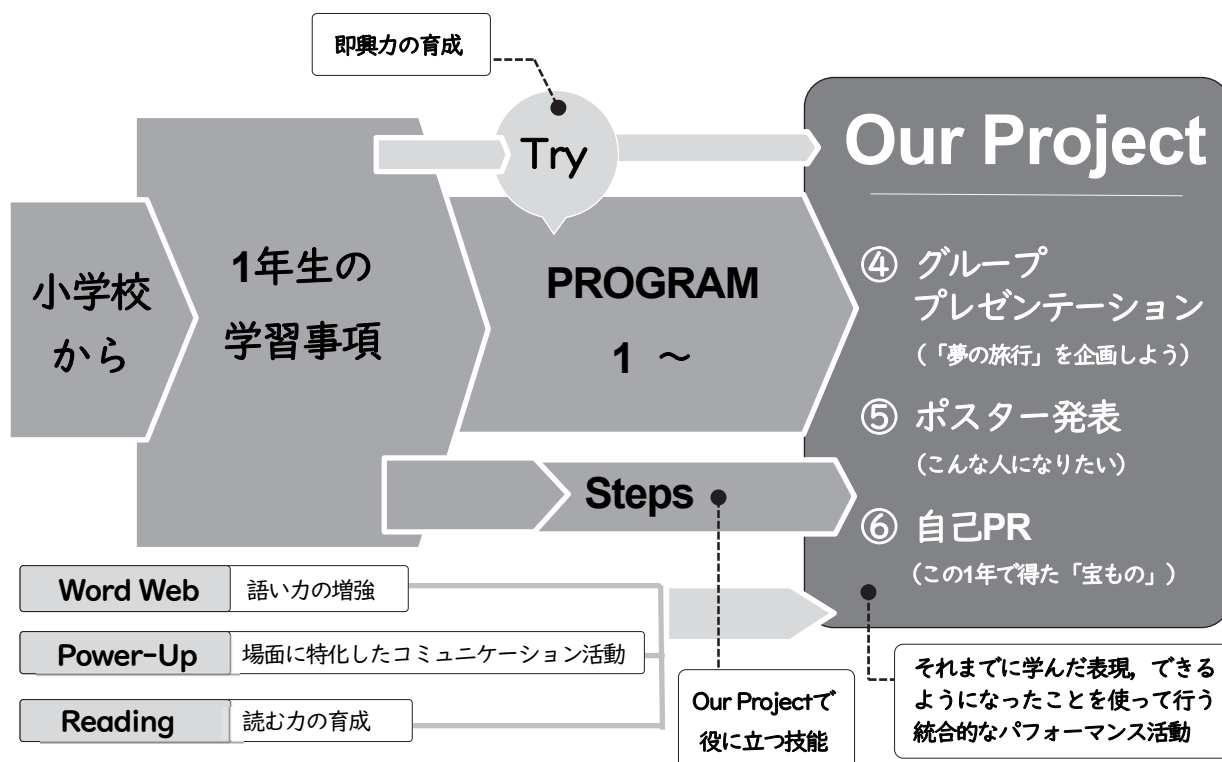 即興力の育成
Try
Our Project
小学校
から
1年生の
学習事項
PROGRAM
1 ～
④ グループ
プレゼンテーション
(「夢の旅行」を企画しよう)
⑤ ポスター発表
(こんな人になりたい)
⑥ 自己PR
(この1年で得た「宝もの」)
Steps
Word Web 語い力の増強
Power-Up 場面に特化したコミュニケーション活動
Reading 読む力の育成
Our Projectで
役に立つ技能
それまでに学んだ表現，できる
ようになったことを使って行う
統合的なパフォーマンス活動